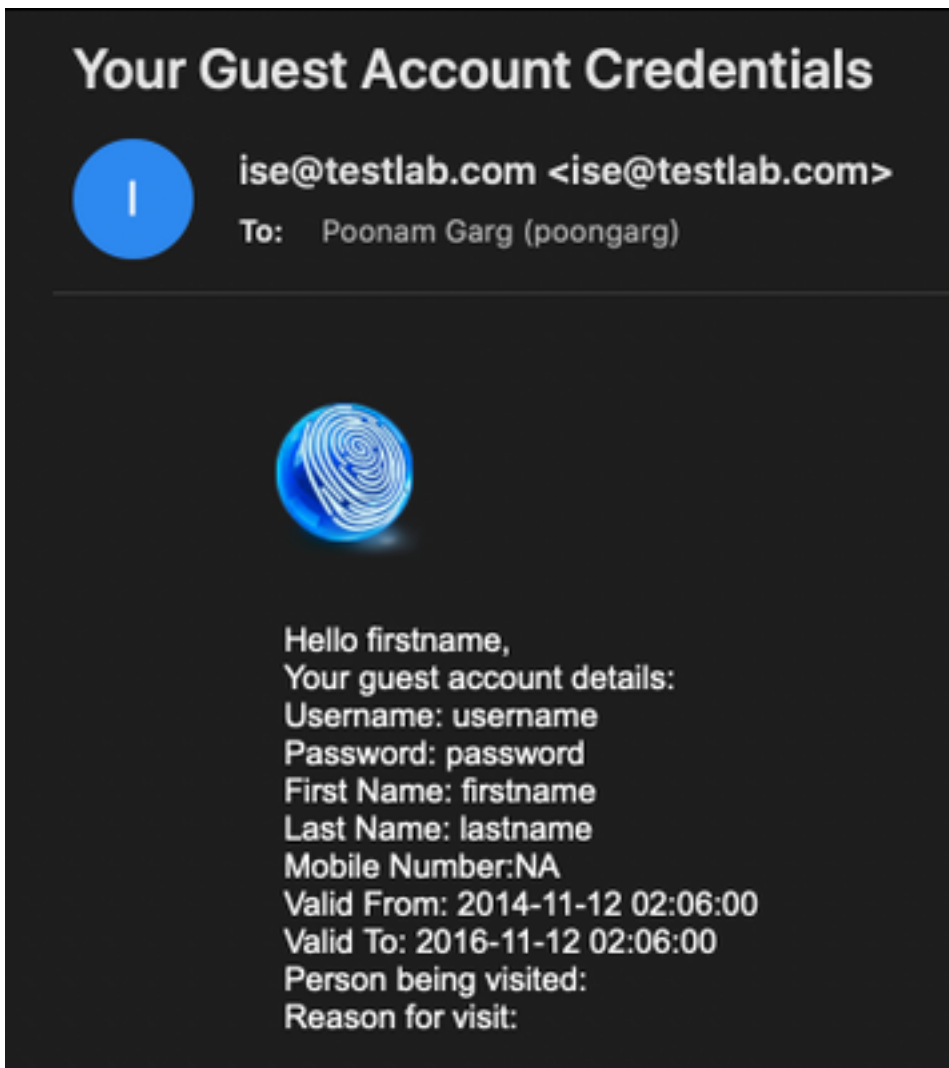 Your Guest Account Credentials
I
ise@testlab.com <ise@testlab.com>
To: Poonam Garg (poongarg)
Hello firstname,
Your guest account details:
Username: username
Password: password
First Name: firstname
Last Name: lastname
Mobile Number:NA
Valid From: 2014-11-12 02:06:00
Valid To: 2016-11-12 02:06:00
Person being visited:
Reason for visit: